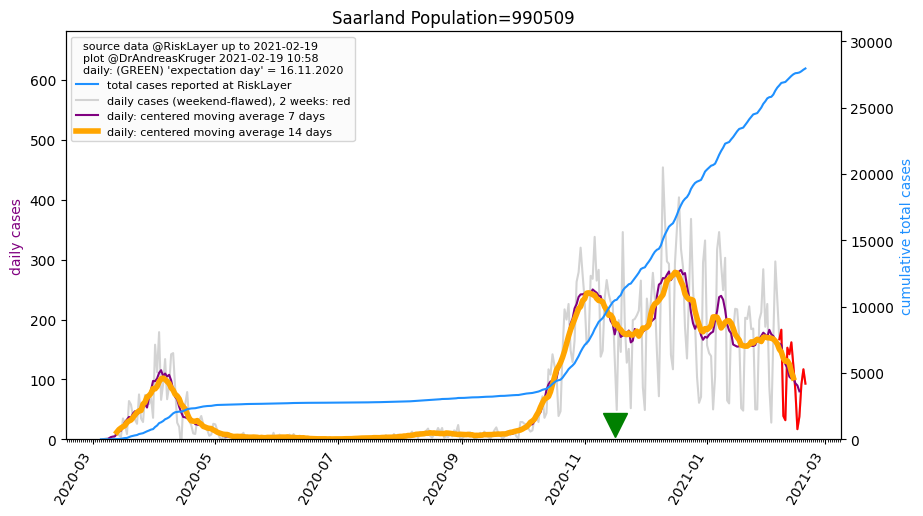 Saarland Population=990509
source data @RiskLayer up to 2021-02-19
plot @DrAndreasKruger 2021-02-19 10:58
daily: (GREEN) 'expectation day' = 16.11.2020
total cases reported at RiskLayer
daily cases (weekend-flawed), 2 weeks: red
daily: centered moving average 7 days
daily: centered moving average 14 days
daily cases
600
500
400
300
200
100
0
30000
25000
20000
15000
10000
5000
0
cumulative total cases
2020-03
2020-05
2020-07
2020-09
2020-11
2021-01
2021-03